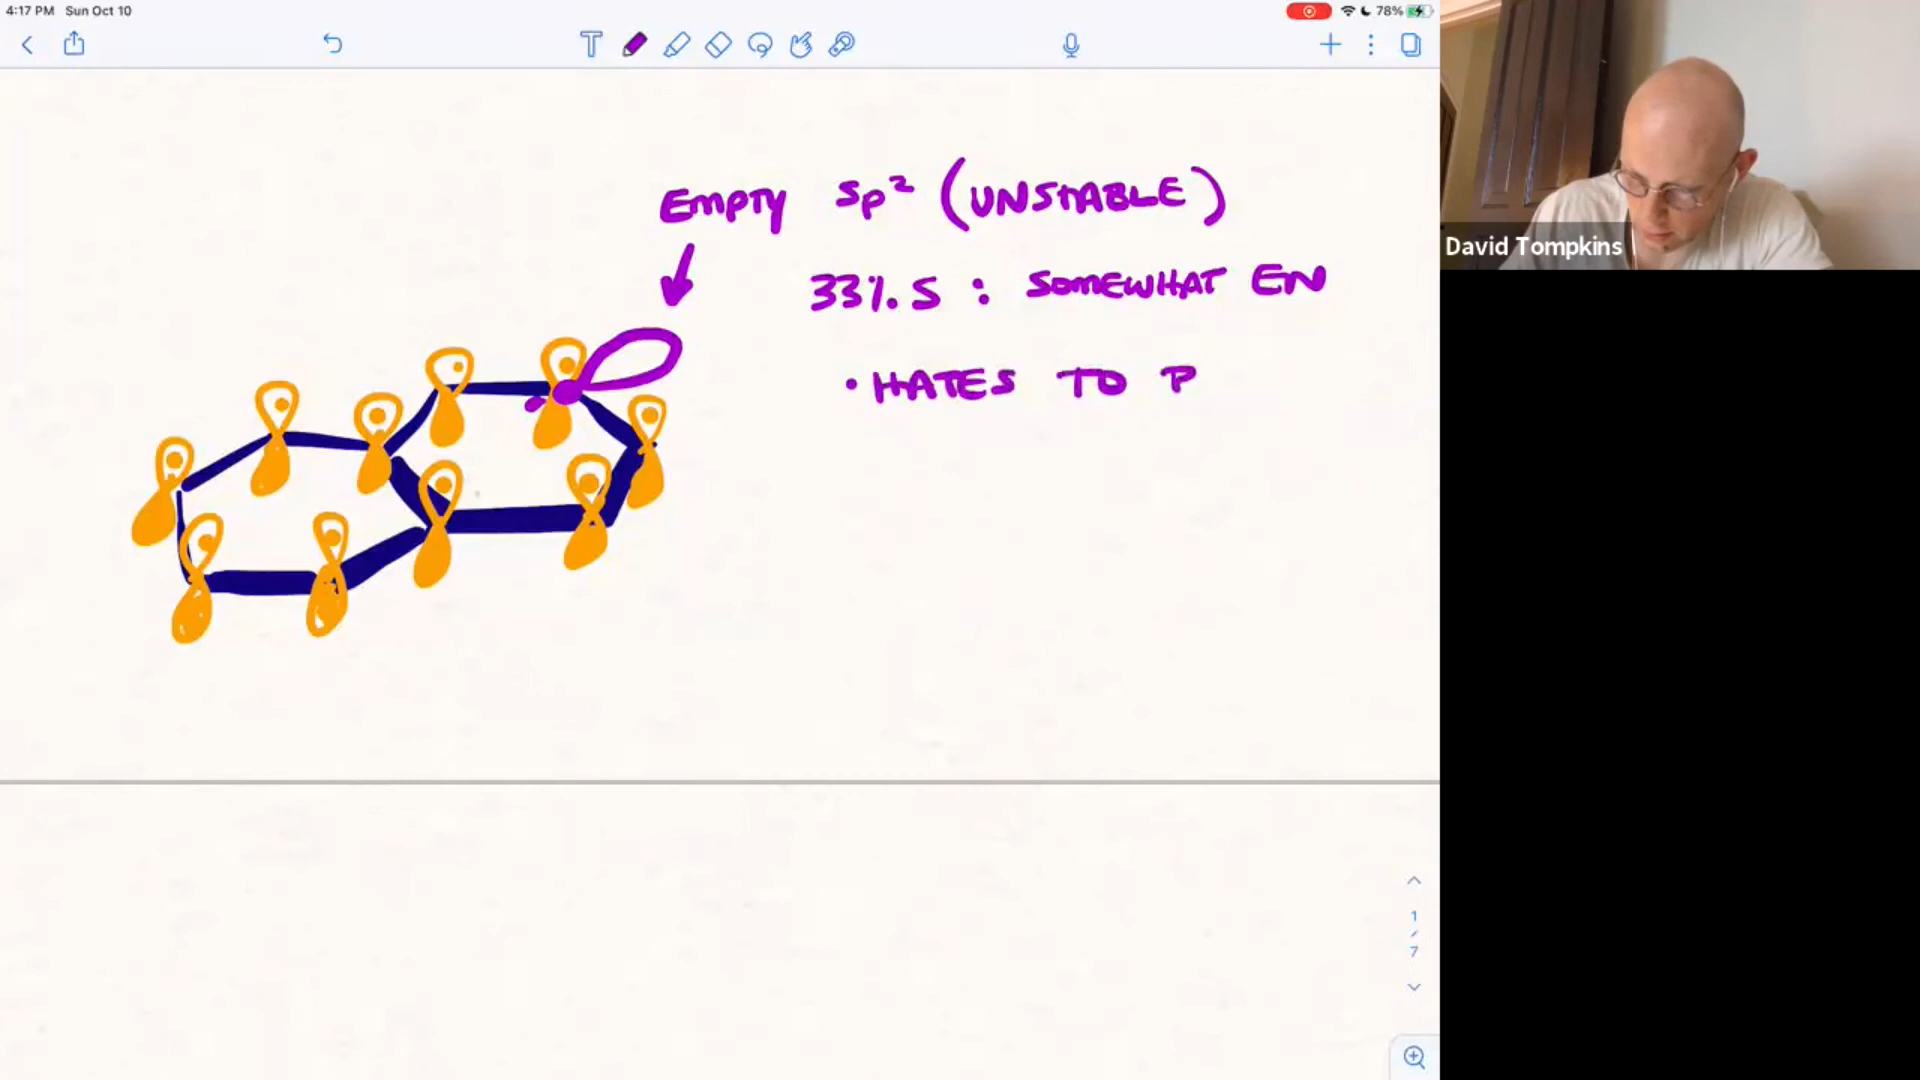 4:17 PM Sun Oct 10
78%
T
EMPTY sp² (UNSTABLE)
33% S : SOMEWHAT EN
• HATES TO P
David Tompkins
1
/
7